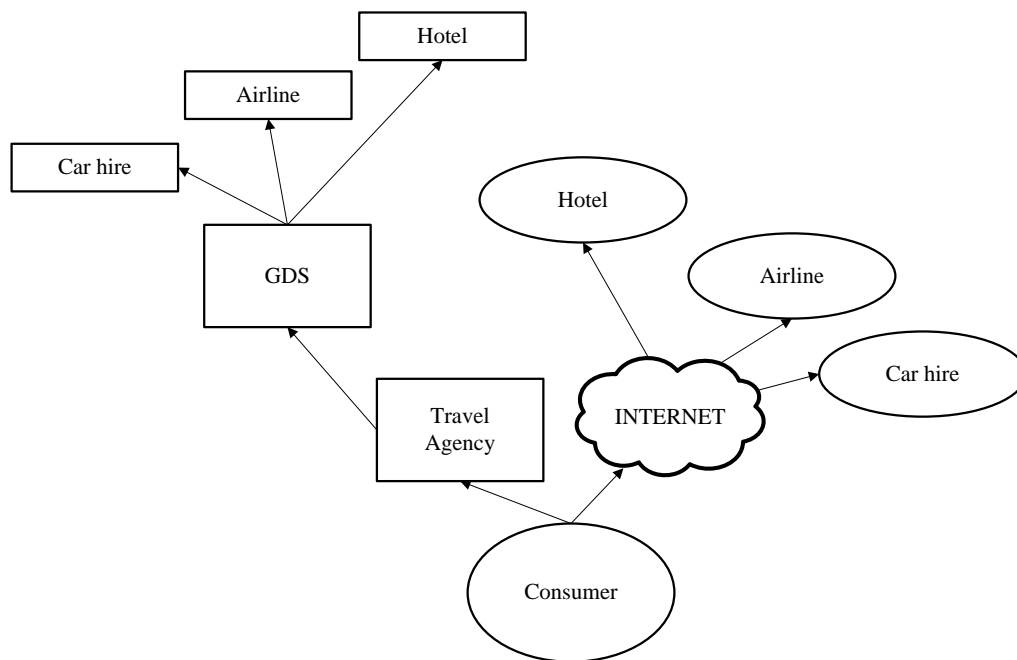 Hotel
Airline
Car hire
Hotel
GDS
Airline
Car hire
Travel
Agency
INTERNET
Consumer